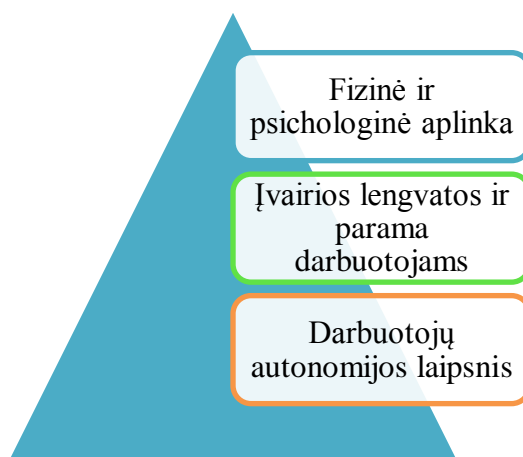 Fizinė ir
psichologinė aplinka
Įvairios lengvatos ir
parama
darbuotojams
Darbuotojų
autonomijos laipsnis